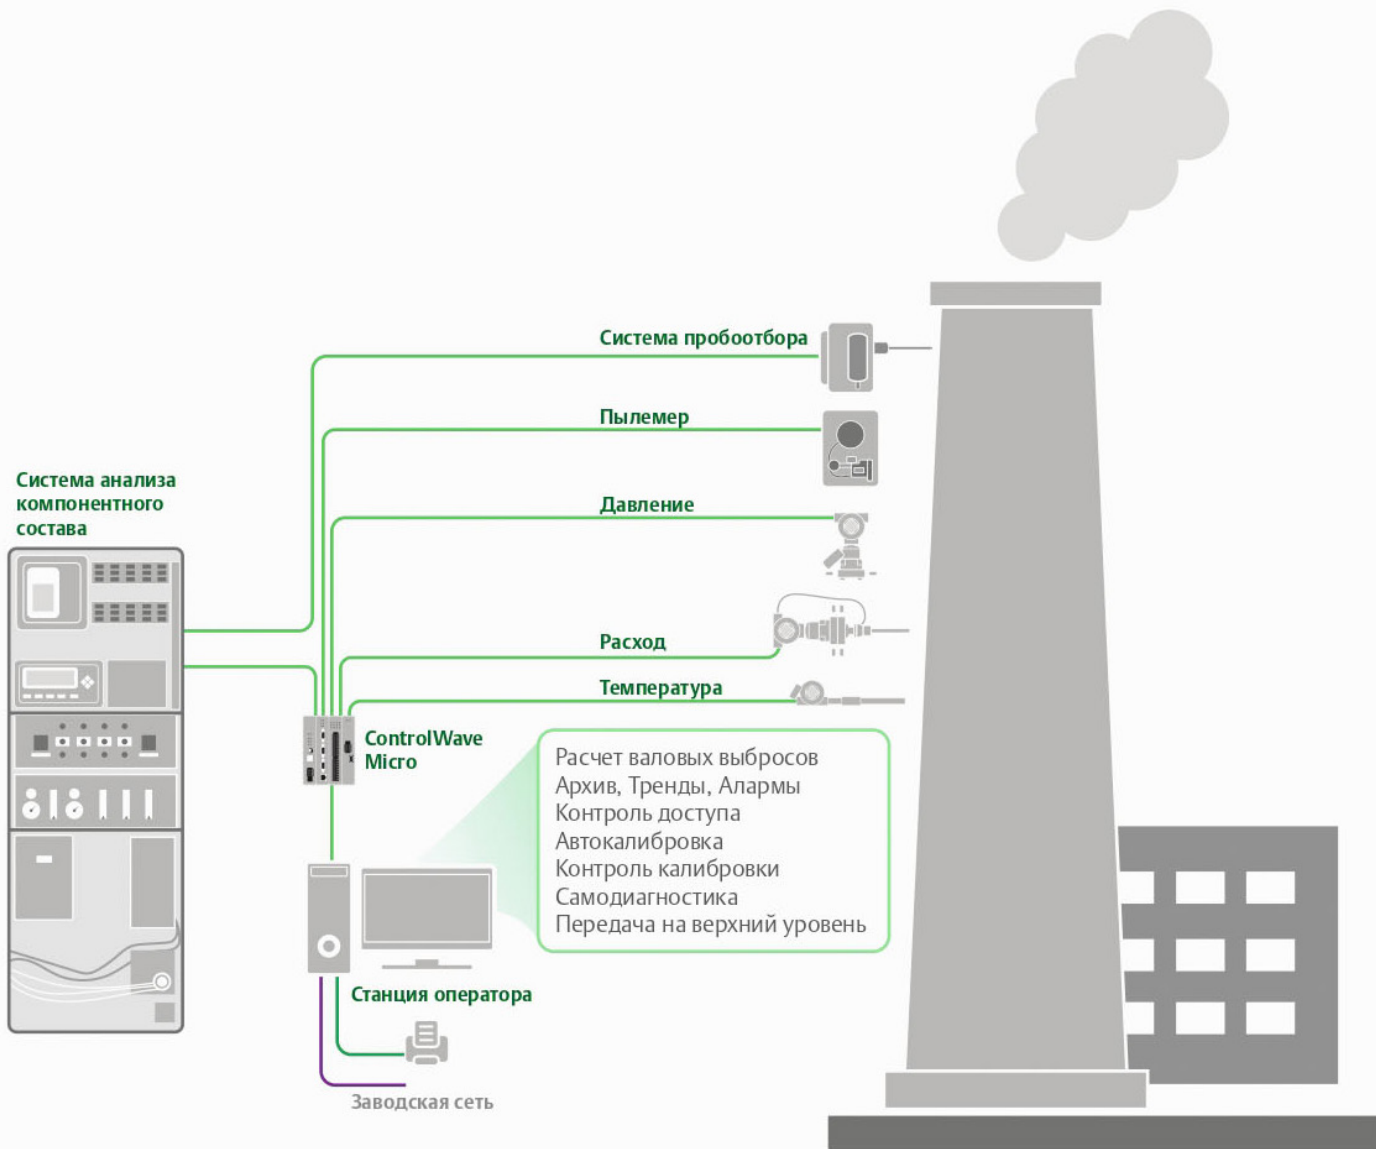 Система пробоотбора
Пылемер
Система анализа
компонентного
состава
Давление
Расход
Температура
ControlWave
Micro
Расчет валовых выбросов
Архив, Тренды, Алармы
Контроль доступа
Автокалибровка
Контроль калибровки
Самодиагностика
Передача на верхний уровень
Станция оператора
Заводская сеть